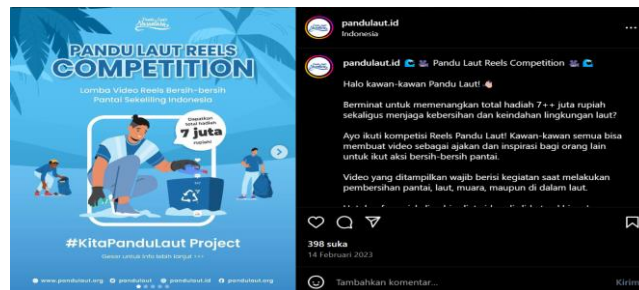 Pandu Laut
Nusantara
PANDU LAUT REELS
COMPETITION
Lomba Video Reels Bersih-bersih
Pantai Sekeliling Indonesia
Dapatkan
total hadiah
7 juta
rupiah
#KitaPanduLaut Project
Geser untuk info lebih lanjut >>>
www.pandulaut.org pandulaut pandulaut.id pandulaut.org
pandulaut.id
Indonesia
pandulaut.id Pandu Laut Reels Competition
Halo kawan-kawan Pandu Laut!
Berminat untuk memenangkan total hadiah 7++ juta rupiah
sekaligus menjaga kebersihan dan keindahan lingkungan laut?
Ayo ikuti kompetisi Reels Pandu Laut! Kawan-kawan semua bisa
membuat video sebagai ajakan dan inspirasi bagi orang lain
untuk ikut aksi bersih-bersih pantai.
Video yang ditampilkan wajib berisi kegiatan saat melakukan
pembersihan pantai, laut, muara, maupun di dalam laut.
398 suka
14 Februari 2023
Tambahkan komentar...
Kirim